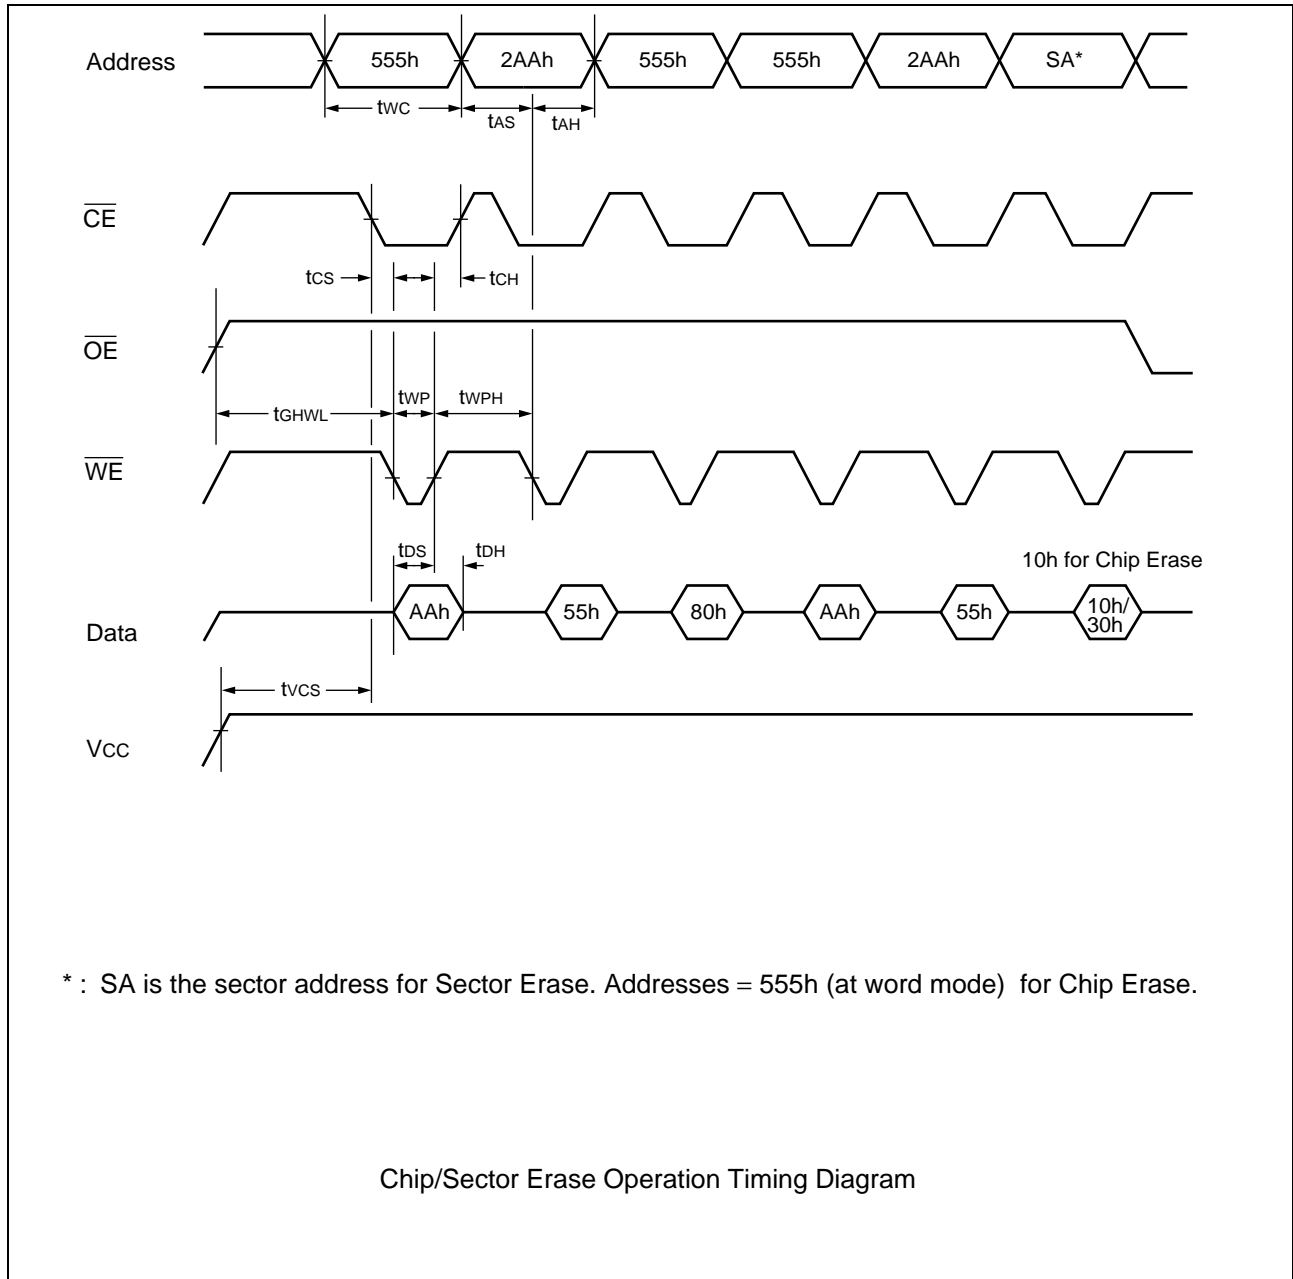 Address 555h 2AAh 555h 555h 2AAh SA*
tWC tAS tAH
CE
tCS tCH
OE
tGHWL tWP tWPH
WE
tDS tDH
10h for Chip Erase
Data AAh 55h 80h AAh 55h 10h/
30h
tVCS
VCC
* : SA is the sector address for Sector Erase. Addresses = 555h (at word mode) for Chip Erase.
Chip/Sector Erase Operation Timing Diagram